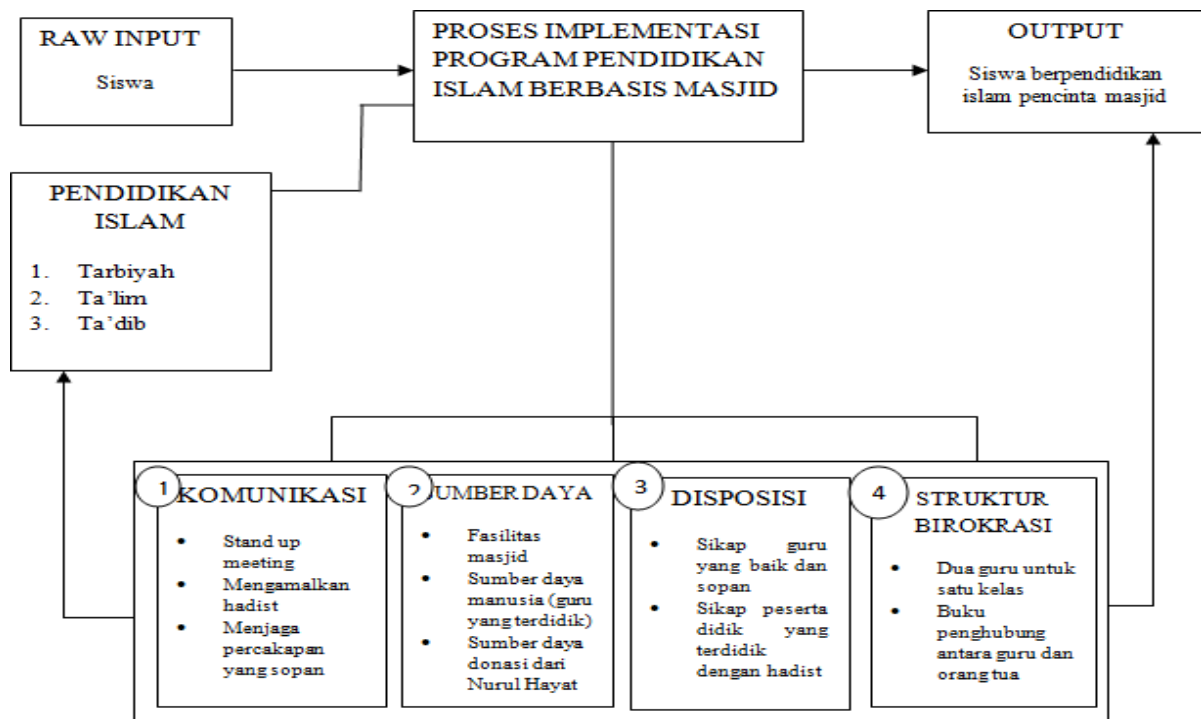 RAW INPUT
Siswa
PROSES IMPLEMENTASI
PROGRAM PENDIDIKAN
ISLAM BERBASIS MASJID
OUTPUT
Siswa berpendidikan
islam pencinta masjid
PENDIDIKAN
ISLAM
1. Tarbiyah
2. Ta'lim
3. Ta'dib
1
KOMUNIKASI
• Stand up
meeting
• Mengamalkan
hadist
• Menjaga
percakapan
yang sopan
2
SUMBER DAYA
• Fasilitas
masjid
• Sumber daya
manusia (guru
yang terdidik)
• Sumber daya
donasi dari
Nurul Hayat
3
DISPOSISI
• Sikap guru
yang baik dan
sopan
• Sikap peserta
didik yang
terdidik
dengan hadist
4
STRUKTUR
BIROKRASI
• Dua guru untuk
satu kelas
• Buku
penghubung
antara guru dan
orang tua